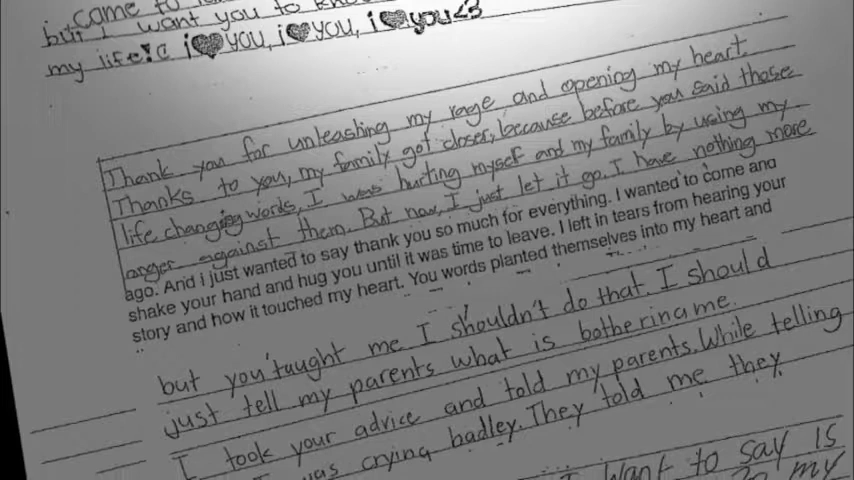 came to
but i want you to
my life! i♥you, i♥you, i♥you<3
Thank you for unleashing my rage and opening my heart.
Thanks to you, my family got closer, because before you said those
life changing words, I was hurting myself and my family by using my
anger against them. But now, I just let it go. I have nothing more
ago. And i just wanted to say thank you so much for everything. I wanted to come and
shake your hand and hug you until it was time to leave. I left in tears from hearing your
story and how it touched my heart. You words planted themselves into my heart and
but you taught me I shouldn't do that. I should
just tell my parents what is bothering me.
I took your advice and told my parents. While telling
was crying badley. They told me they
Want to say is
my